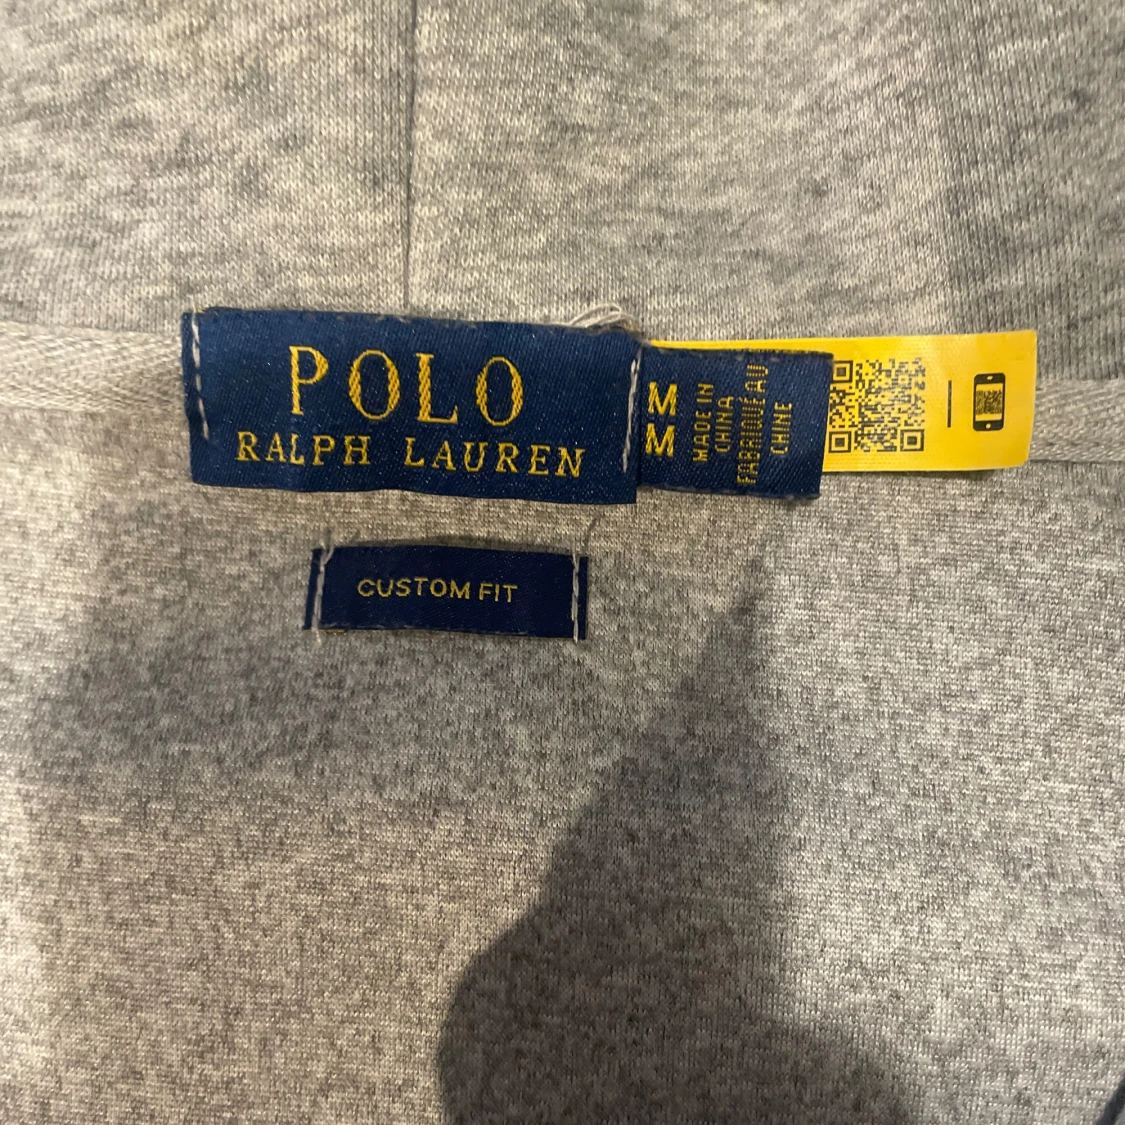 POLO
RALPH LAUREN
M
M
MADE IN
CHINA
FABRIQUÉ AU
CHINE
CUSTOM FIT